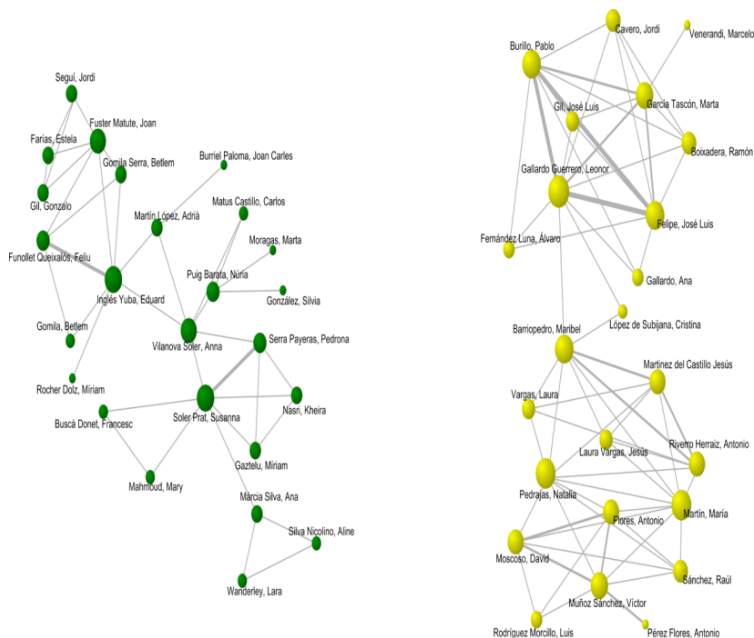 Seguí, Jordi
Fuster Matute, Joan
Farías, Estela
Gomila Serra, Betlem
Gil, Gonzalo
Burriel Paloma, Joan Carles
Martín López, Adrià
Matus Castillo, Carlos
Funollet Queixalós, Feliu
Moragas, Marta
Puig Barata, Núria
Inglés Yuba, Eduard
González, Silvia
Vilanova Soler, Anna
Serra Payeras, Pedrona
Gomila, Betlem
Rocher Dolz, Míriam
Soler Prat, Susanna
Nasri, Kheira
Buscà Donet, Francesc
Gaztelu, Míriam
Mahmoud, Mary
Màrcia Silva, Ana
Silva Nicolino, Aline
Wanderley, Lara
Cavero, Jordi
Venerandi, Marcelo
Burillo, Pablo
Gil, José Luis
García Tascón, Marta
Boixadera, Ramón
Gallardo Guerrero, Leonor
Felipe, José Luis
Fernández Luna, Álvaro
Gallardo, Ana
López de Subijana, Cristina
Barriopedro, Maribel
Martinez del Castillo Jesús
Vargas, Laura
Laura Vargas, Jesús
Riverro Herraiz, Antonio
Pedrajas, Natalia
Martín, María
Flores, Antonio
Moscoso, David
Sánchez, Raúl
Muñoz Sánchez, Víctor
Rodríguez Morcillo, Luis
Pérez Flores, Antonio